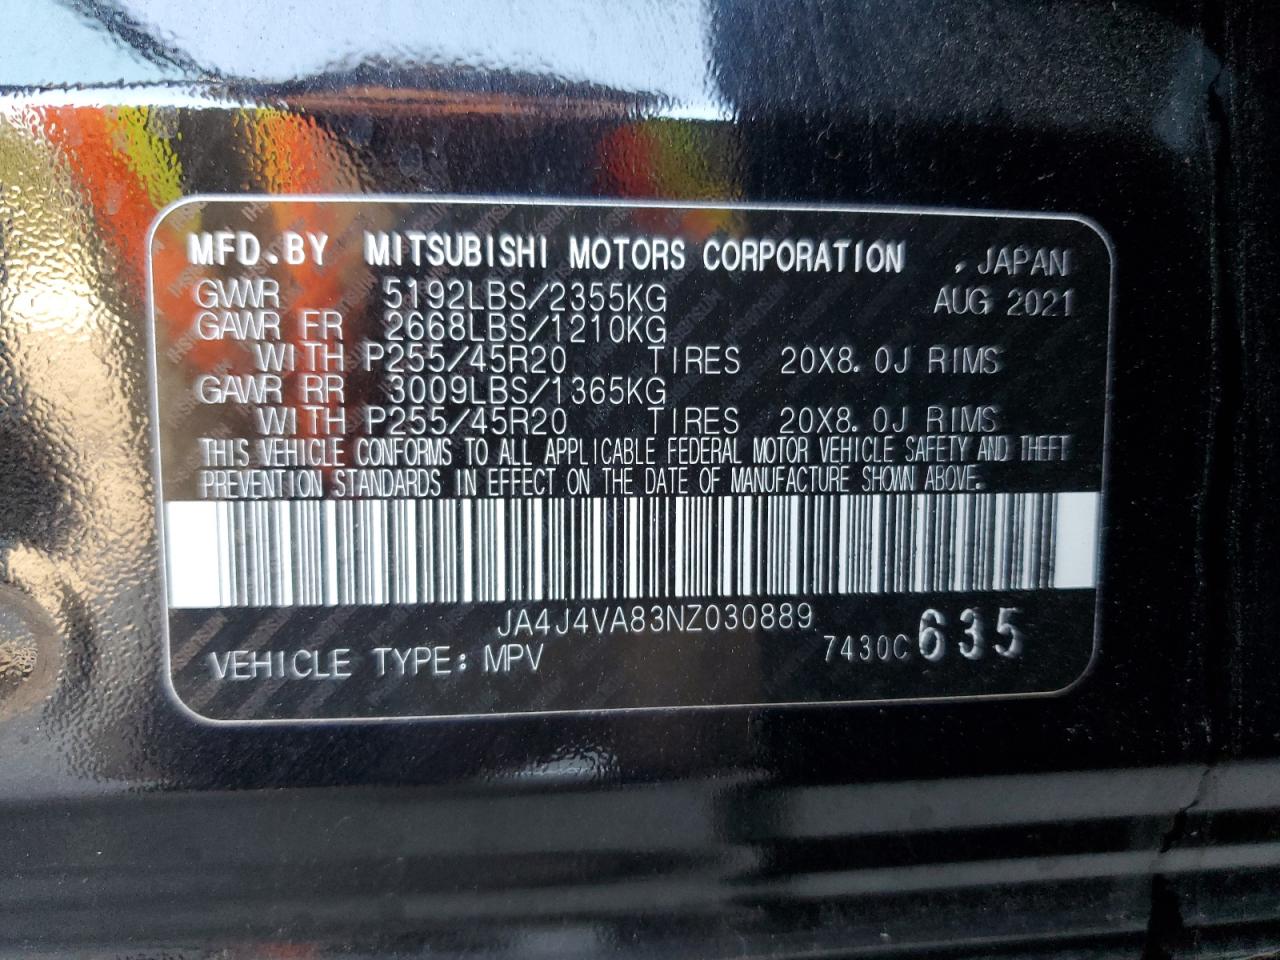 MFD.BY MITSUBISHI MOTORS CORPORATION , JAPAN
GVWR 5192LBS/2355KG AUG 2021
GAWR FR 2668LBS/1210KG
WITH P255/45R20 TIRES 20X8.0J RIMS
GAWR RR 3009LBS/1365KG
WITH P255/45R20 TIRES 20X8.0J RIMS
THIS VEHICLE CONFORMS TO ALL APPLICABLE FEDERAL MOTOR VEHICLE SAFETY AND THEFT
PREVENTION STANDARDS IN EFFECT ON THE DATE OF MANUFACTURE SHOWN ABOVE.
JA4J4VA83NZ030889
VEHICLE TYPE: MPV 7430C 635